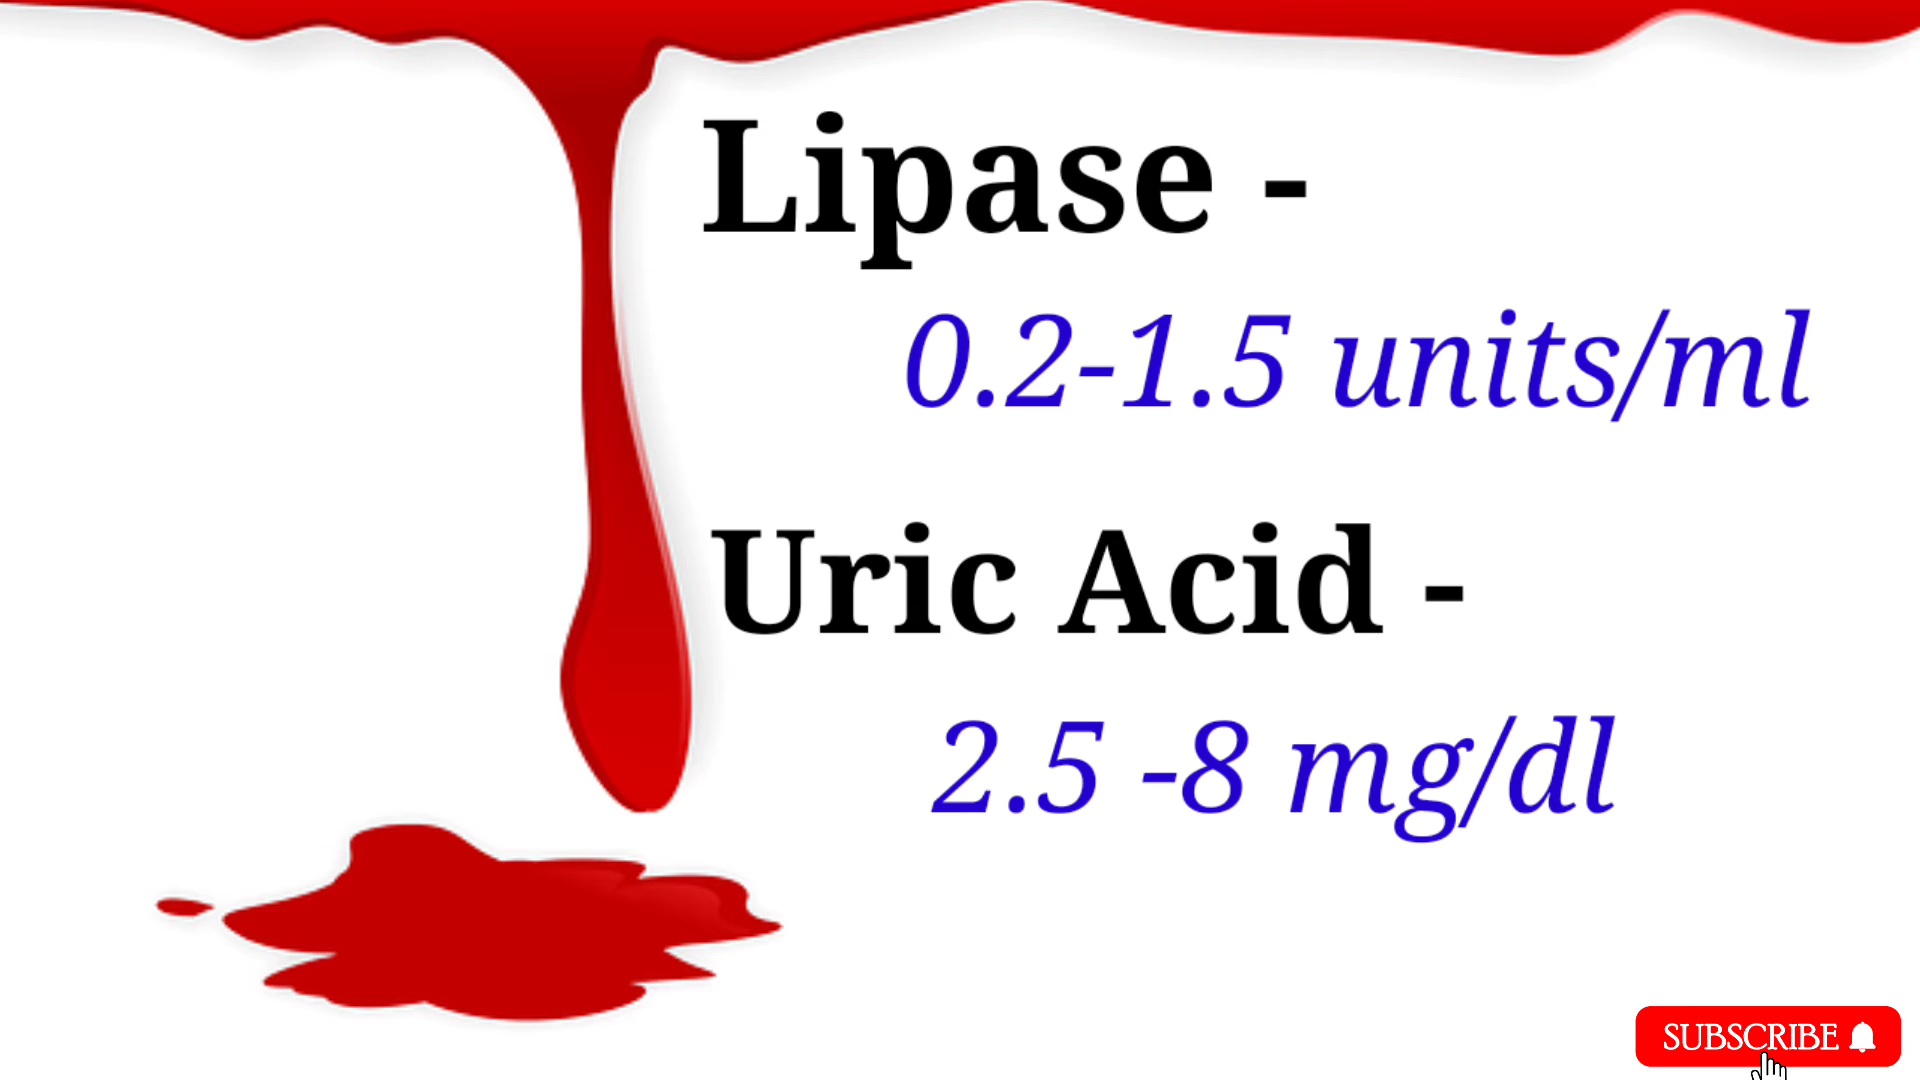 Lipase -
0.2-1.5 units/ml
Uric Acid -
2.5 -8 mg/dl
SUBSCRIBE